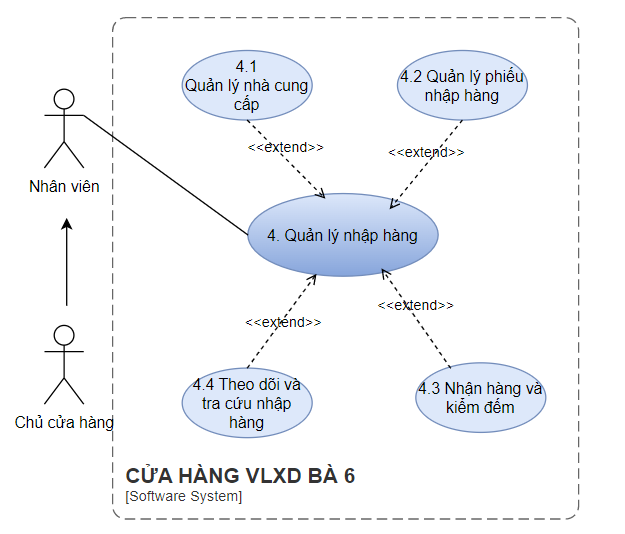 4.1
Quản lý nhà cung
cấp
4.2 Quản lý phiếu
nhập hàng
<<extend>>
<<extend>>
Nhân viên
4. Quản lý nhập hàng
<<extend>>
<<extend>>
4.4 Theo dõi và
tra cứu nhập
hàng
4.3 Nhận hàng và
kiểm đếm
Chủ cửa hàng
CỬA HÀNG VLXD BÀ 6
[Software System]